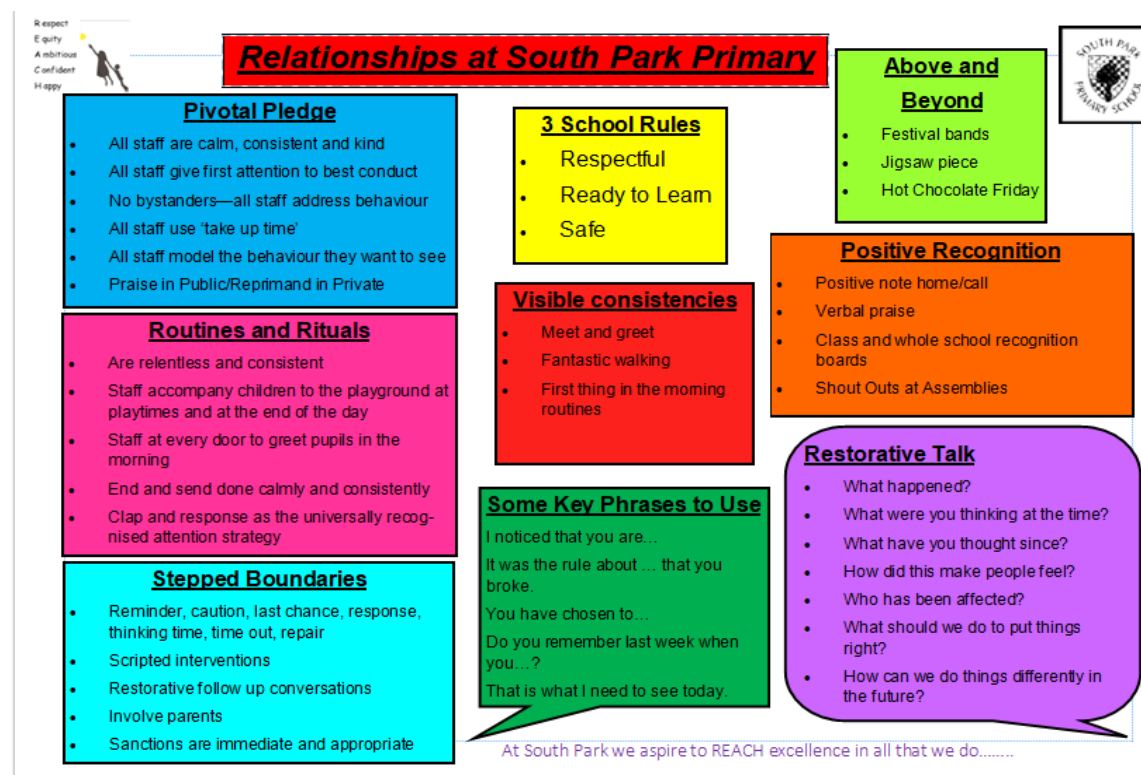 Respect
Equity
Ambitious
Confident
Happy
Relationships at South Park Primary
SOUTH PARK
PRIMARY SCHOOL
Pivotal Pledge
• All staff are calm, consistent and kind
• All staff give first attention to best conduct
• No bystanders—all staff address behaviour
• All staff use ‘take up time’
• All staff model the behaviour they want to see
• Praise in Public/Reprimand in Private
3 School Rules
• Respectful
• Ready to Learn
• Safe
Above and
Beyond
• Festival bands
• Jigsaw piece
• Hot Chocolate Friday
Routines and Rituals
• Are relentless and consistent
• Staff accompany children to the playground at
playtimes and at the end of the day
• Staff at every door to greet pupils in the
morning
• End and send done calmly and consistently
• Clap and response as the universally recog-
nised attention strategy
Visible consistencies
• Meet and greet
• Fantastic walking
• First thing in the morning
routines
Positive Recognition
• Positive note home/call
• Verbal praise
• Class and whole school recognition
boards
• Shout Outs at Assemblies
Stepped Boundaries
• Reminder, caution, last chance, response,
thinking time, time out, repair
• Scripted interventions
• Restorative follow up conversations
• Involve parents
• Sanctions are immediate and appropriate
Some Key Phrases to Use
I noticed that you are…
It was the rule about … that you
broke.
You have chosen to…
Do you remember last week when
you…?
That is what I need to see today.
Restorative Talk
• What happened?
• What were you thinking at the time?
• What have you thought since?
• How did this make people feel?
• Who has been affected?
• What should we do to put things
right?
• How can we do things differently in
the future?
At South Park we aspire to REACH excellence in all that we do........